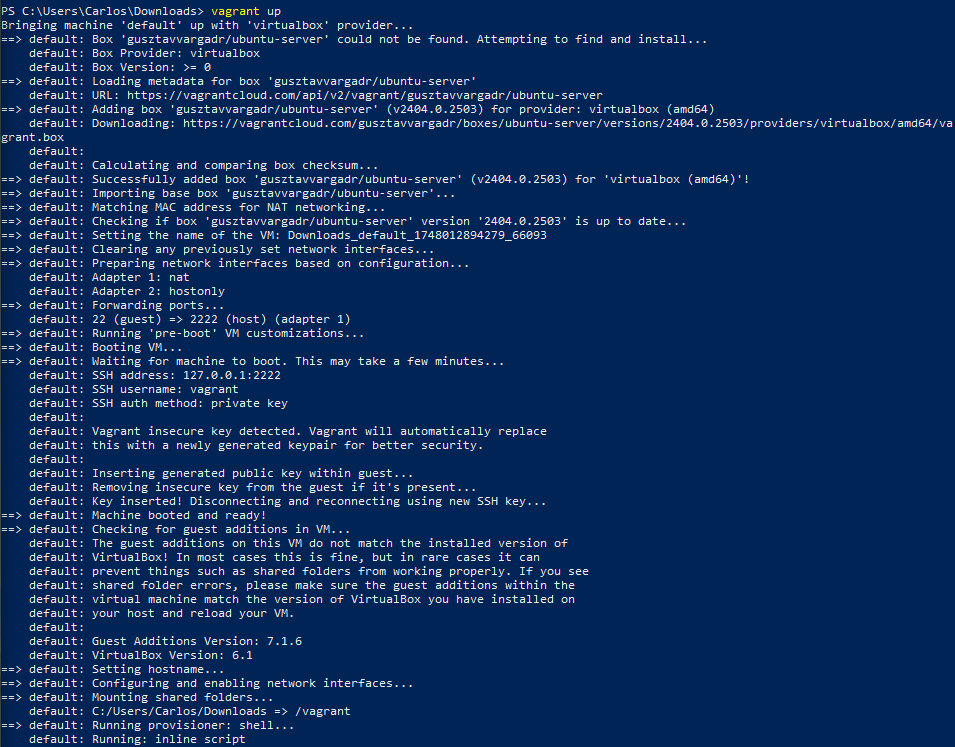 PS C:\Users\Carlos\Downloads> vagrant up
Bringing machine 'default' up with 'virtualbox' provider...
==> default: Box 'gusztavvargadr/ubuntu-server' could not be found. Attempting to find and install...
    default: Box Provider: virtualbox
    default: Box Version: >= 0
==> default: Loading metadata for box 'gusztavvargadr/ubuntu-server'
    default: URL: https://vagrantcloud.com/api/v2/vagrant/gusztavvargadr/ubuntu-server
==> default: Adding box 'gusztavvargadr/ubuntu-server' (v2404.0.2503) for provider: virtualbox (amd64)
    default: Downloading: https://vagrantcloud.com/gusztavvargadr/boxes/ubuntu-server/versions/2404.0.2503/providers/virtualbox/amd64/va
grant.box
    default:
    default: Calculating and comparing box checksum...
==> default: Successfully added box 'gusztavvargadr/ubuntu-server' (v2404.0.2503) for 'virtualbox (amd64)'!
==> default: Importing base box 'gusztavvargadr/ubuntu-server'...
==> default: Matching MAC address for NAT networking...
==> default: Checking if box 'gusztavvargadr/ubuntu-server' version '2404.0.2503' is up to date...
==> default: Setting the name of the VM: Downloads_default_1748012894279_66093
==> default: Clearing any previously set network interfaces...
==> default: Preparing network interfaces based on configuration...
    default: Adapter 1: nat
    default: Adapter 2: hostonly
==> default: Forwarding ports...
    default: 22 (guest) => 2222 (host) (adapter 1)
==> default: Running 'pre-boot' VM customizations...
==> default: Booting VM...
==> default: Waiting for machine to boot. This may take a few minutes...
    default: SSH address: 127.0.0.1:2222
    default: SSH username: vagrant
    default: SSH auth method: private key
    default:
    default: Vagrant insecure key detected. Vagrant will automatically replace
    default: this with a newly generated keypair for better security.
    default:
    default: Inserting generated public key within guest...
    default: Removing insecure key from the guest if it's present...
    default: Key inserted! Disconnecting and reconnecting using new SSH key...
==> default: Machine booted and ready!
==> default: Checking for guest additions in VM...
    default: The guest additions on this VM do not match the installed version of
    default: VirtualBox! In most cases this is fine, but in rare cases it can
    default: prevent things such as shared folders from working properly. If you see
    default: shared folder errors, please make sure the guest additions within the
    default: virtual machine match the version of VirtualBox you have installed on
    default: your host and reload your VM.
    default:
    default: Guest Additions Version: 7.1.6
    default: VirtualBox Version: 6.1
==> default: Setting hostname...
==> default: Configuring and enabling network interfaces...
==> default: Mounting shared folders...
    default: C:/Users/Carlos/Downloads => /vagrant
==> default: Running provisioner: shell...
    default: Running: inline script